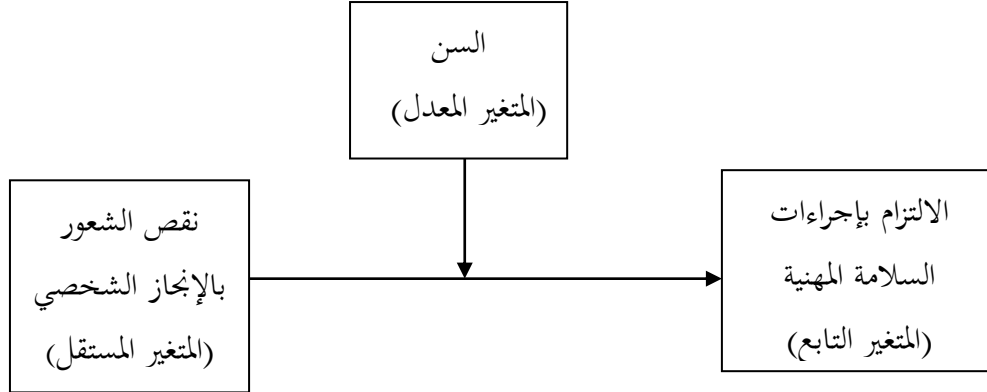 السن
(المتغير المعدل)
الالتزام بإجراءات
السلامة المهنية
(المتغير التابع)
نقص الشعور
بالإنجاز الشخصي
(المتغير المستقل)